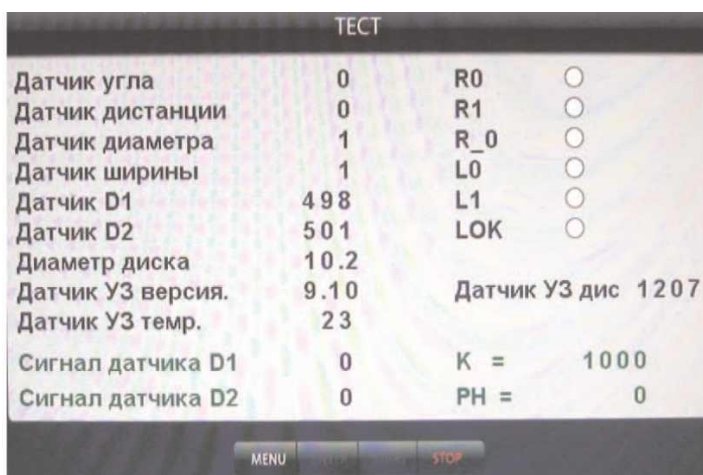 ТЕСТ
Датчик угла 0 R0
Датчик дистанции 0 R1
Датчик диаметра 1 R_0
Датчик ширины 1 L0
Датчик D1 498 L1
Датчик D2 501 LOK
Диаметр диска 10.2
Датчик УЗ версия. 9.10 Датчик УЗ дис 1207
Датчик УЗ темр. 23
Сигнал датчика D1 0 K = 1000
Сигнал датчика D2 0 PH = 0
MENU STOP